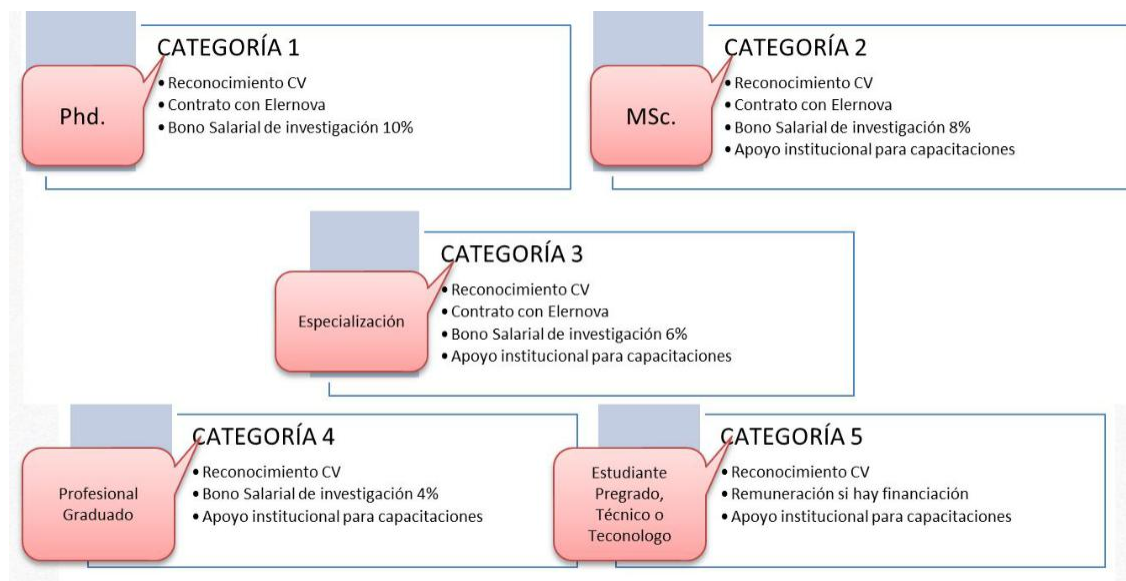 Phd.
CATEGORÍA 1
• Reconocimiento CV
• Contrato con Elernova
• Bono Salarial de investigación 10%
MSc.
CATEGORÍA 2
• Reconocimiento CV
• Contrato con Elernova
• Bono Salarial de investigación 8%
• Apoyo institucional para capacitaciones
Especialización
CATEGORÍA 3
• Reconocimiento CV
• Contrato con Elernova
• Bono Salarial de investigación 6%
• Apoyo institucional para capacitaciones
Profesional
Graduado
CATEGORÍA 4
• Reconocimiento CV
• Bono Salarial de investigación 4%
• Apoyo institucional para capacitaciones
Estudiante
Pregrado,
Técnico o
Teconologo
CATEGORÍA 5
• Reconocimiento CV
• Remuneración si hay financiación
• Apoyo institucional para capacitaciones